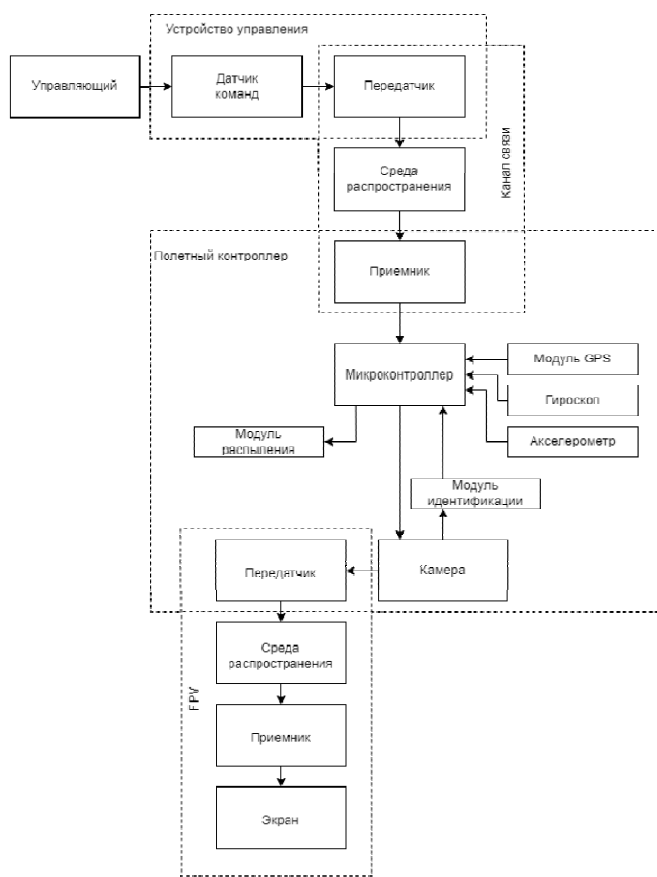 Устройство управления
Управляющий
Датчик
команд
Передатчик
Канал связи
Среда
распространения
Полетный контроллер
Приемник
Микроконтроллер
Модуль GPS
Гироскоп
Акселерометр
Модуль
распыления
Модуль
идентификации
Передатчик
Камера
Среда
распространения
FPV
Приемник
Экран